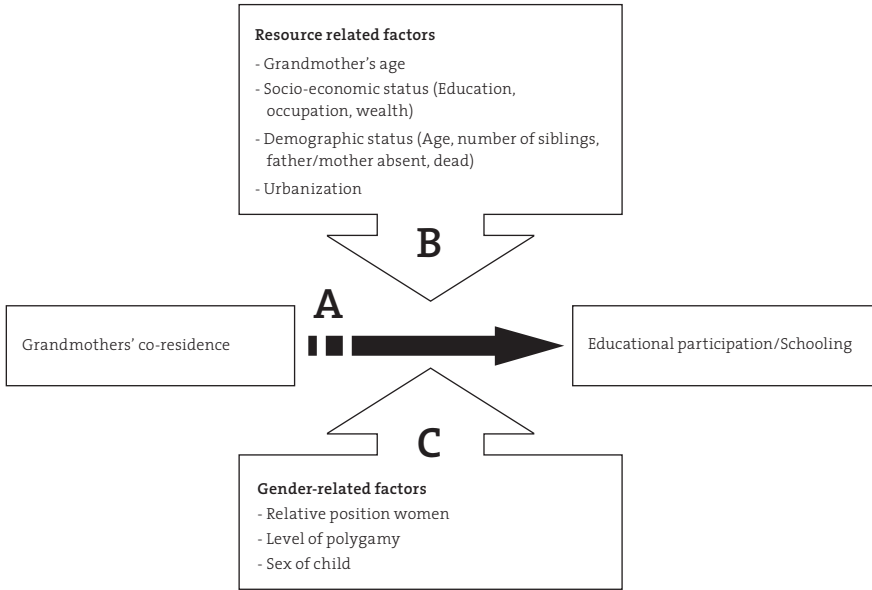 Resource related factors
- Grandmother's age
- Socio-economic status (Education,
occupation, wealth)
- Demographic status (Age, number of siblings,
father/mother absent, dead)
- Urbanization
B
A
Grandmothers' co-residence
Educational participation/Schooling
C
Gender-related factors
- Relative position women
- Level of polygamy
- Sex of child